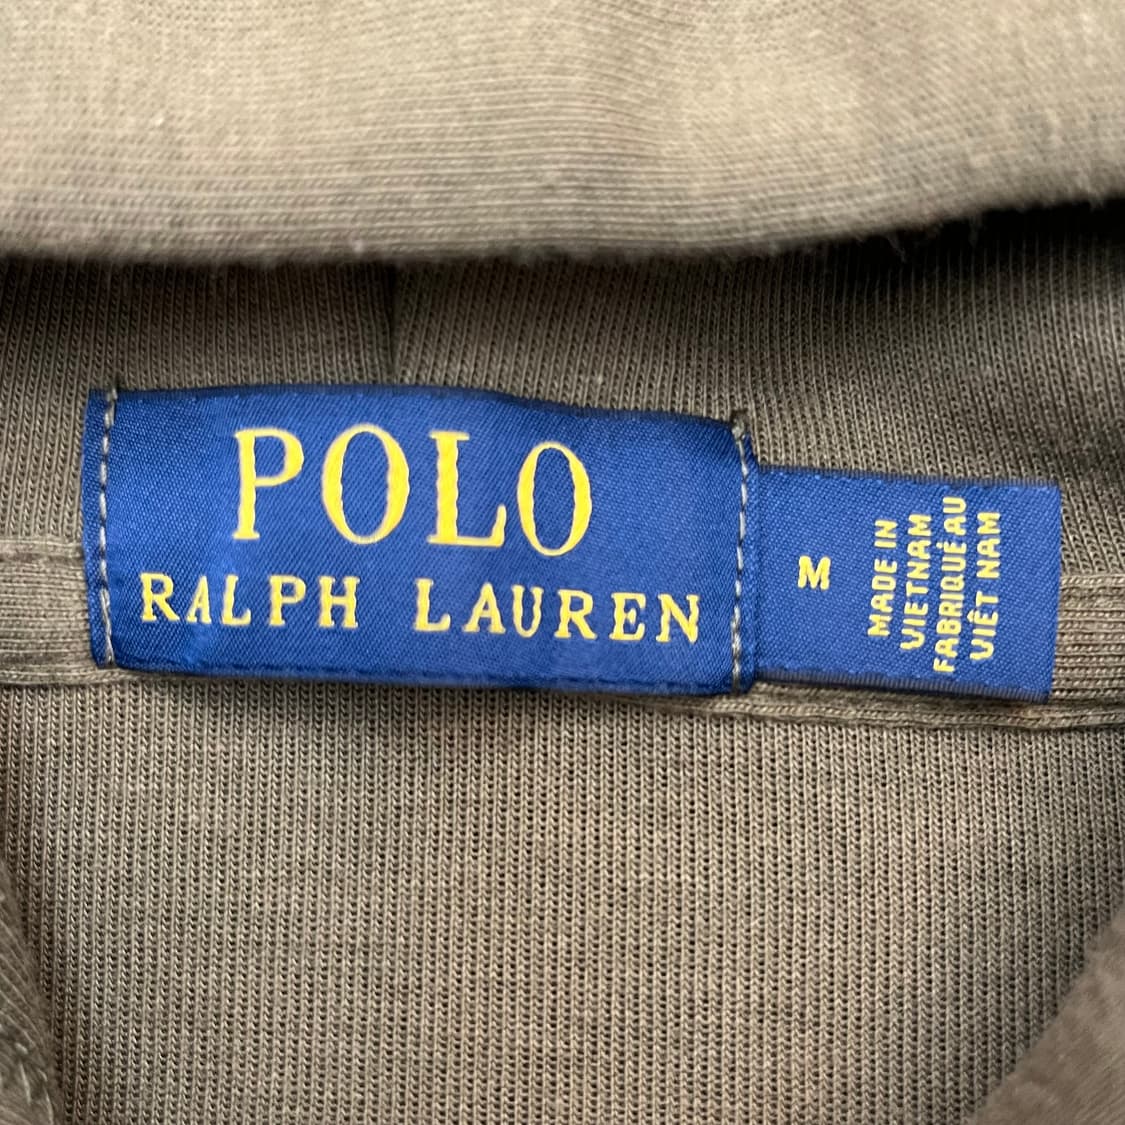 POLO
RALPH LAUREN
M
MADE IN
VIETNAM
FABRIQUÉ AU
VIÊT NAM